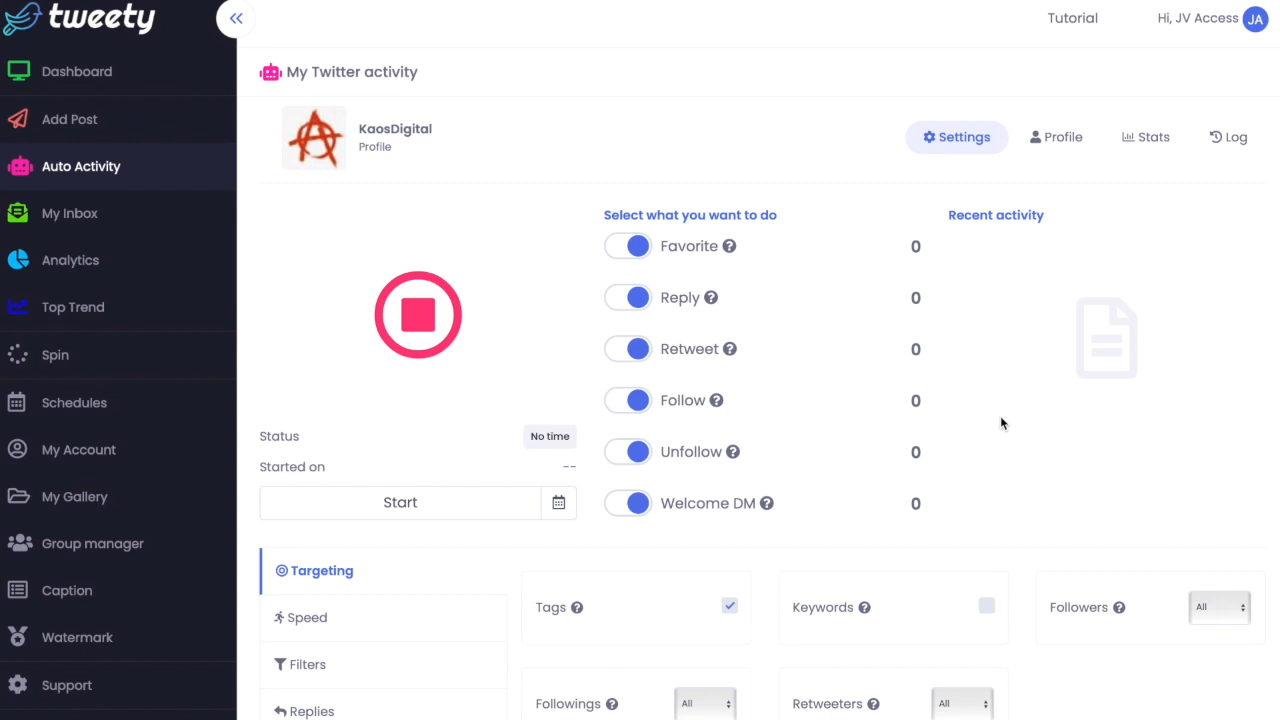 tweety
Tutorial
Hi, JV Access
JA
Dashboard
Add Post
Auto Activity
My Inbox
Analytics
Top Trend
Spin
Schedules
My Account
My Gallery
Group manager
Caption
Watermark
Support
My Twitter activity
KaosDigital
Profile
Settings
Profile
Stats
Log
Select what you want to do
Recent activity
Favorite 0
Reply 0
Retweet 0
Follow 0
Unfollow 0
Welcome DM 0
Status No time
Started on --
Start
Targeting
Speed
Filters
Replies
Tags
Keywords
Followers All
Followings All
Retweeters All